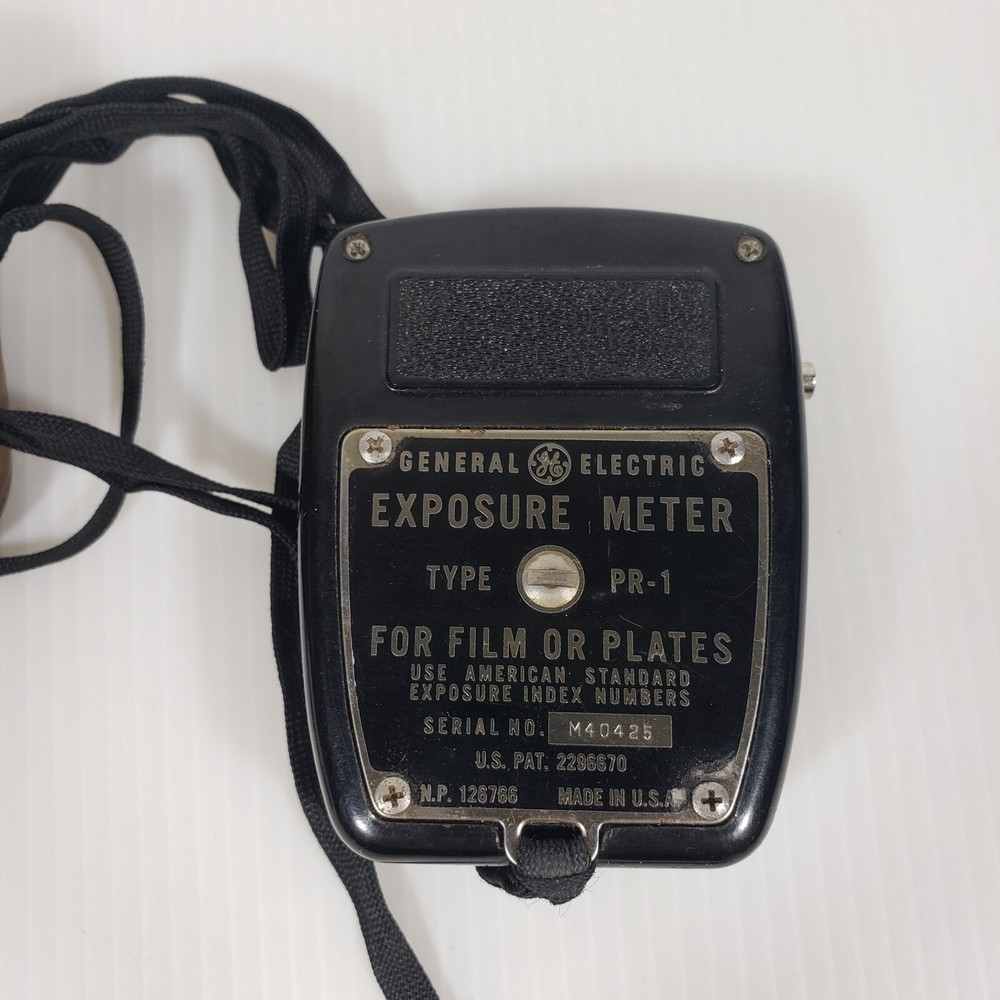 GENERAL GE ELECTRIC
EXPOSURE METER
TYPE PR-1
FOR FILM OR PLATES
USE AMERICAN STANDARD
EXPOSURE INDEX NUMBERS
SERIAL NO. M40425
U.S. PAT. 2296670
N.P. 126766 MADE IN U.S.A.